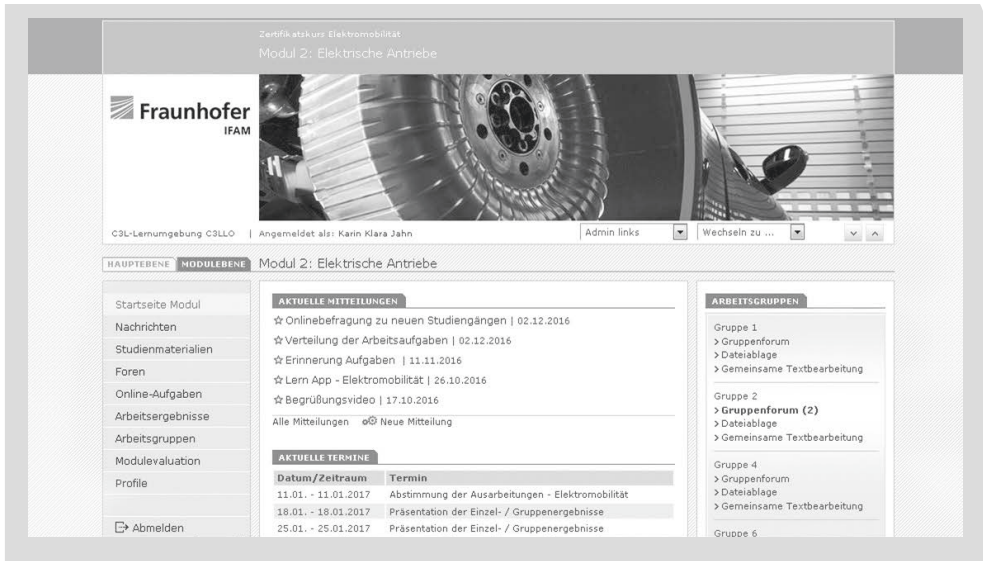 Zertifikatskurs Elektromobilität
Modul 2: Elektrische Antriebe
Fraunhofer
IFAM
C3L-Lernumgebung C3LLO | Angemeldet als: Karin Klara Jahn
Admin links
Wechseln zu ...
HAUPTEBENE MODULEBENE Modul 2: Elektrische Antriebe
Startseite Modul
Nachrichten
Studienmaterialien
Foren
Online-Aufgaben
Arbeitsergebnisse
Arbeitsgruppen
Modulevaluation
Profile
Abmelden
AKTUELLE MITTEILUNGEN
Onlinebefragung zu neuen Studiengängen | 02.12.2016
Verteilung der Arbeitsaufgaben | 02.12.2016
Erinnerung Aufgaben | 11.11.2016
Lern App - Elektromobilität | 26.10.2016
Begrüßungsvideo | 17.10.2016
Alle Mitteilungen Neue Mitteilung
AKTUELLE TERMINE
Datum/Zeitraum Termin
11.01. - 11.01.2017 Abstimmung der Ausarbeitungen - Elektromobilität
18.01. - 18.01.2017 Präsentation der Einzel- / Gruppenergebnisse
25.01. - 25.01.2017 Präsentation der Einzel- / Gruppenergebnisse
ARBEITSGRUPPEN
Gruppe 1
> Gruppenforum
> Dateiablage
> Gemeinsame Textbearbeitung
Gruppe 2
> Gruppenforum (2)
> Dateiablage
> Gemeinsame Textbearbeitung
Gruppe 4
> Gruppenforum
> Dateiablage
> Gemeinsame Textbearbeitung
Gruppe 6